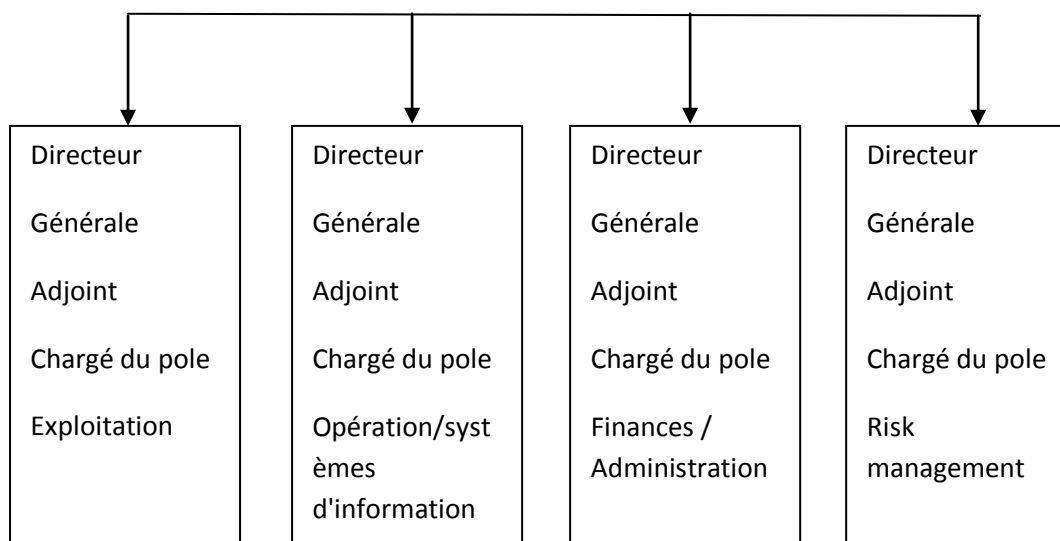 Directeur
Générale
Adjoint
Chargé du pole
Exploitation
Directeur
Générale
Adjoint
Chargé du pole
Opération/syst
èmes
d'information
Directeur
Générale
Adjoint
Chargé du pole
Finances /
Administration
Directeur
Générale
Adjoint
Chargé du pole
Risk
management